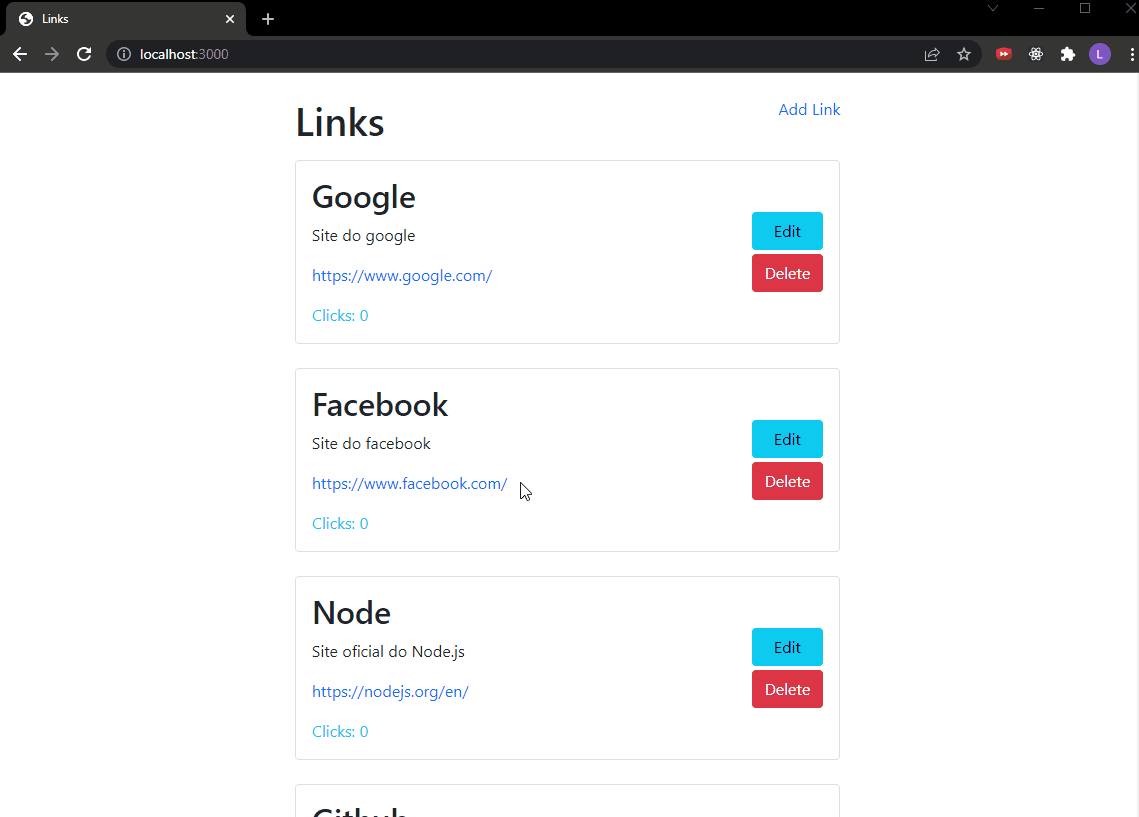 Links
localhost:3000
L
Links
Add Link
Google
Site do google
https://www.google.com/
Clicks: 0
Edit
Delete
Facebook
Site do facebook
https://www.facebook.com/
Clicks: 0
Edit
Delete
Node
Site oficial do Node.js
https://nodejs.org/en/
Clicks: 0
Edit
Delete
Github